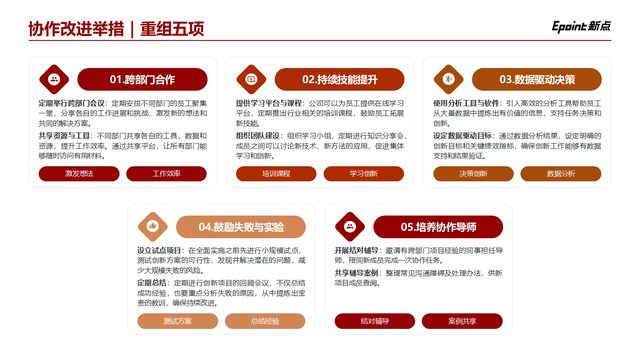 协作改进举措｜重组五项
Epoint 新点
01.跨部门合作
定期举行跨部门会议：定期安排不同部门的员工聚集
一堂，分享各自的工作进展和挑战，激发新的想法和
共同的解决方案。
共享资源与工具：不同部门共享各自的工具、数据和
资源，提升工作效率。通过共享平台，让所有部门能
够随时访问有用材料。
激发想法
工作效率
02.持续技能提升
提供学习平台与课程：公司可以为员工提供在线学习
平台，定期推出行业相关的培训课程，鼓励员工拓展
新技能。
组织团队建设：组织学习小组，定期进行知识分享会，
成员之间可以讨论新技术、新方法的应用，促进集体
学习和创新。
培训课程
学习创新
03.数据驱动决策
使用分析工具与软件：引入高效的分析工具帮助员工
从大量数据中提炼出有价值的信息，支持任务决策和
创新。
设定数据驱动目标：通过数据分析结果，设定明确的
创新目标和关键绩效指标，确保创新工作能够有数据
支持和结果验证。
决策创新
数据分析
04.鼓励失败与实验
设立试点项目：在全面实施之前先进行小规模试点，
测试创新方案的可行性，发现并解决潜在的问题，减
少大规模失败的风险。
定期总结：定期进行创新项目的回顾会议，不仅总结
成功经验，也要重点分析失败的原因，从中提炼出宝
贵的教训，确保持续改进。
测试方案
总结经验
05.培养协作导师
开展结对辅导：邀请有跨部门项目经验的同事担任导
师，陪同新成员完成一次协作任务。
共享辅导案例：整理常见沟通障碍及处理办法，供新
项目成员查阅。
结对辅导
案例共享